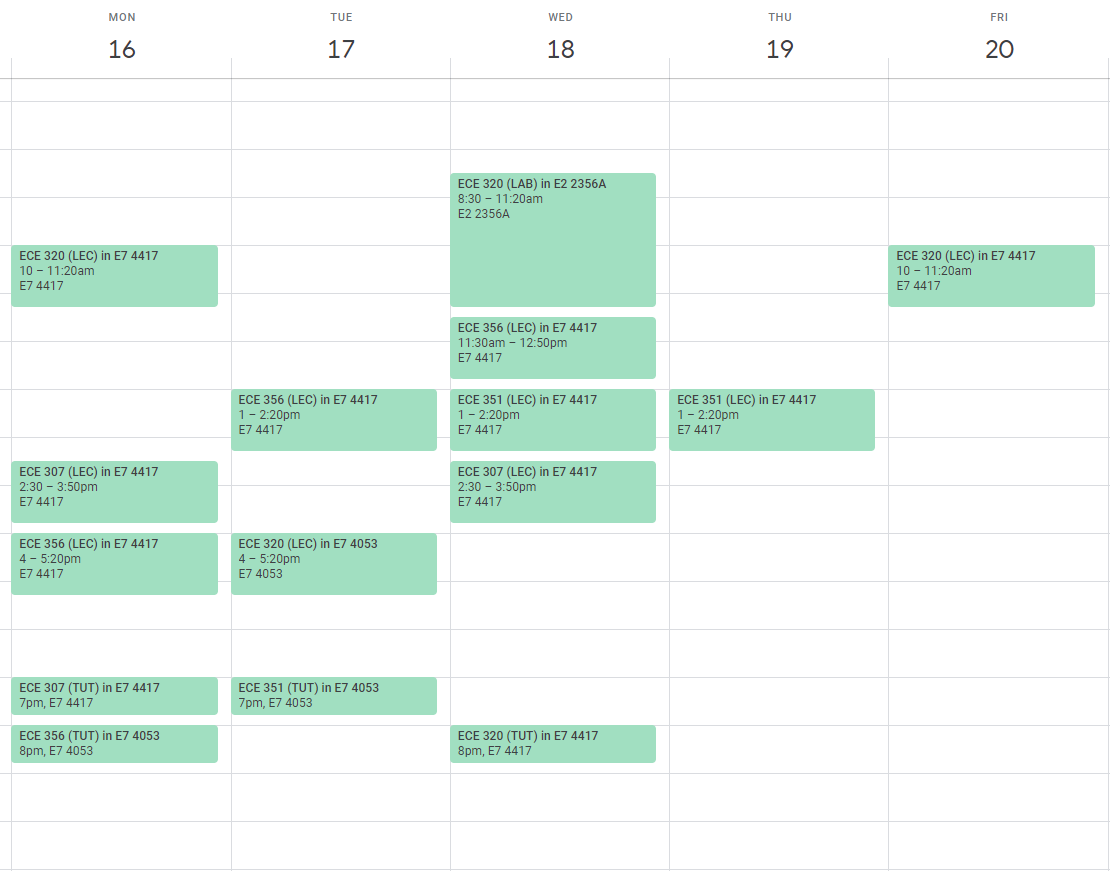 MON
16
TUE
17
WED
18
THU
19
FRI
20
ECE 320 (LEC) in E7 4417
10 – 11:20am
E7 4417
ECE 307 (LEC) in E7 4417
2:30 – 3:50pm
E7 4417
ECE 356 (LEC) in E7 4417
4 – 5:20pm
E7 4417
ECE 307 (TUT) in E7 4417
7pm, E7 4417
ECE 356 (TUT) in E7 4053
8pm, E7 4053
ECE 356 (LEC) in E7 4417
1 – 2:20pm
E7 4417
ECE 320 (LEC) in E7 4053
4 – 5:20pm
E7 4053
ECE 351 (TUT) in E7 4053
7pm, E7 4053
ECE 320 (LAB) in E2 2356A
8:30 – 11:20am
E2 2356A
ECE 356 (LEC) in E7 4417
11:30am – 12:50pm
E7 4417
ECE 351 (LEC) in E7 4417
1 – 2:20pm
E7 4417
ECE 307 (LEC) in E7 4417
2:30 – 3:50pm
E7 4417
ECE 320 (TUT) in E7 4417
8pm, E7 4417
ECE 351 (LEC) in E7 4417
1 – 2:20pm
E7 4417
ECE 320 (LEC) in E7 4417
10 – 11:20am
E7 4417